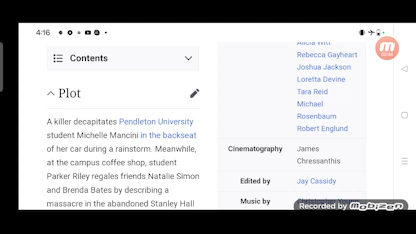 4:16
Contents
Plot
A killer decapitates Pendleton University
student Michelle Mancini in the backseat
of her car during a rainstorm. Meanwhile,
at the campus coffee shop, student
Parker Riley regales friends Natalie Simon
and Brenda Bates by describing a
massacre in the abandoned Stanley Hall
Alicia Witt
Rebecca Gayheart
Joshua Jackson
Loretta Devine
Tara Reid
Michael
Rosenbaum
Robert Englund
Cinematography James
Chressanthis
Edited by Jay Cassidy
Music by Christopher
Recorded by Mobizen